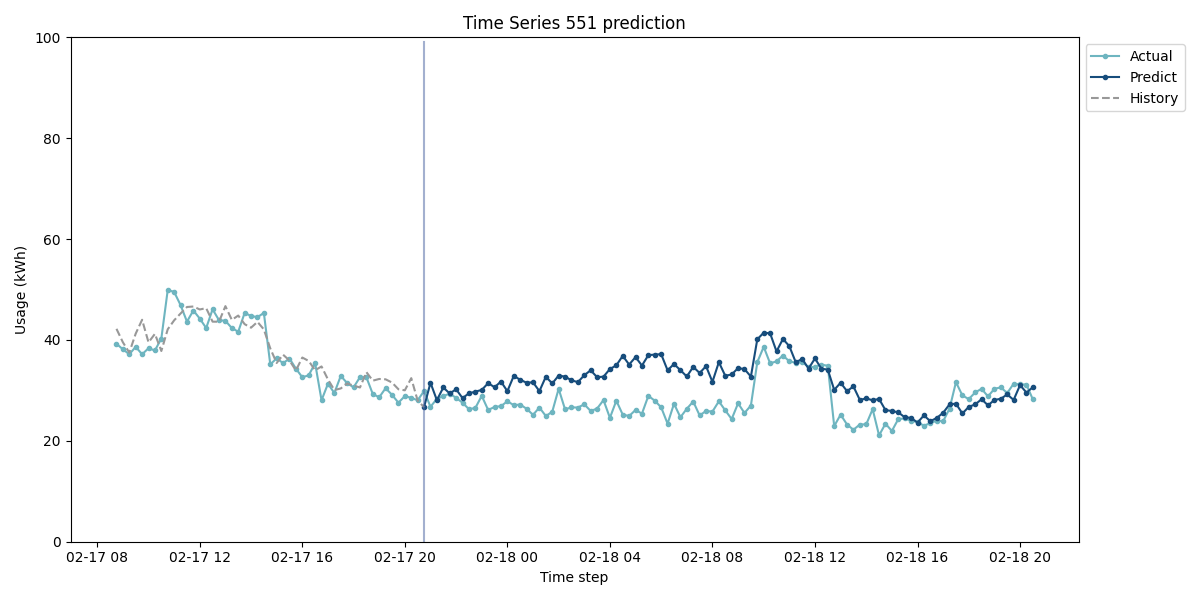 Time Series 551 prediction
Usage (kWh)
100
80
60
40
20
0
02-17 08
02-17 12
02-17 16
02-17 20
02-18 00
02-18 04
02-18 08
02-18 12
02-18 16
02-18 20
Time step
Actual
Predict
History